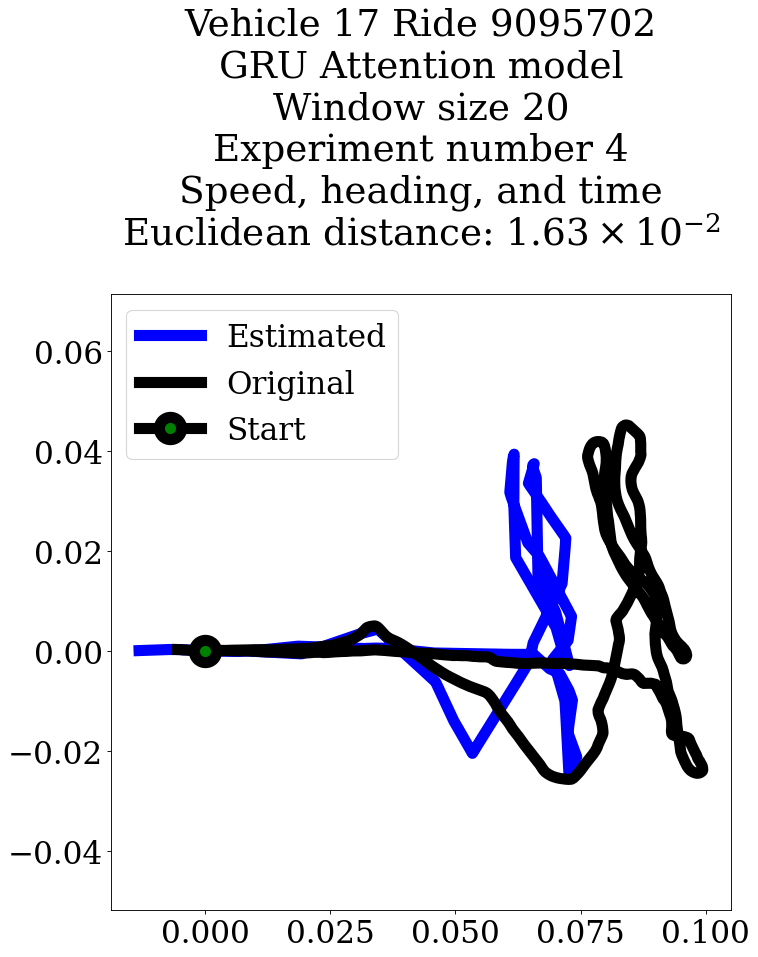 Vehicle 17 Ride 9095702
GRU Attention model
Window size 20
Experiment number 4
Speed, heading, and time
Euclidean distance: 1.63 × 10⁻²
Estimated
Original
Start
0.06
0.04
0.02
0.00
−0.02
−0.04
0.000 0.025 0.050 0.075 0.100